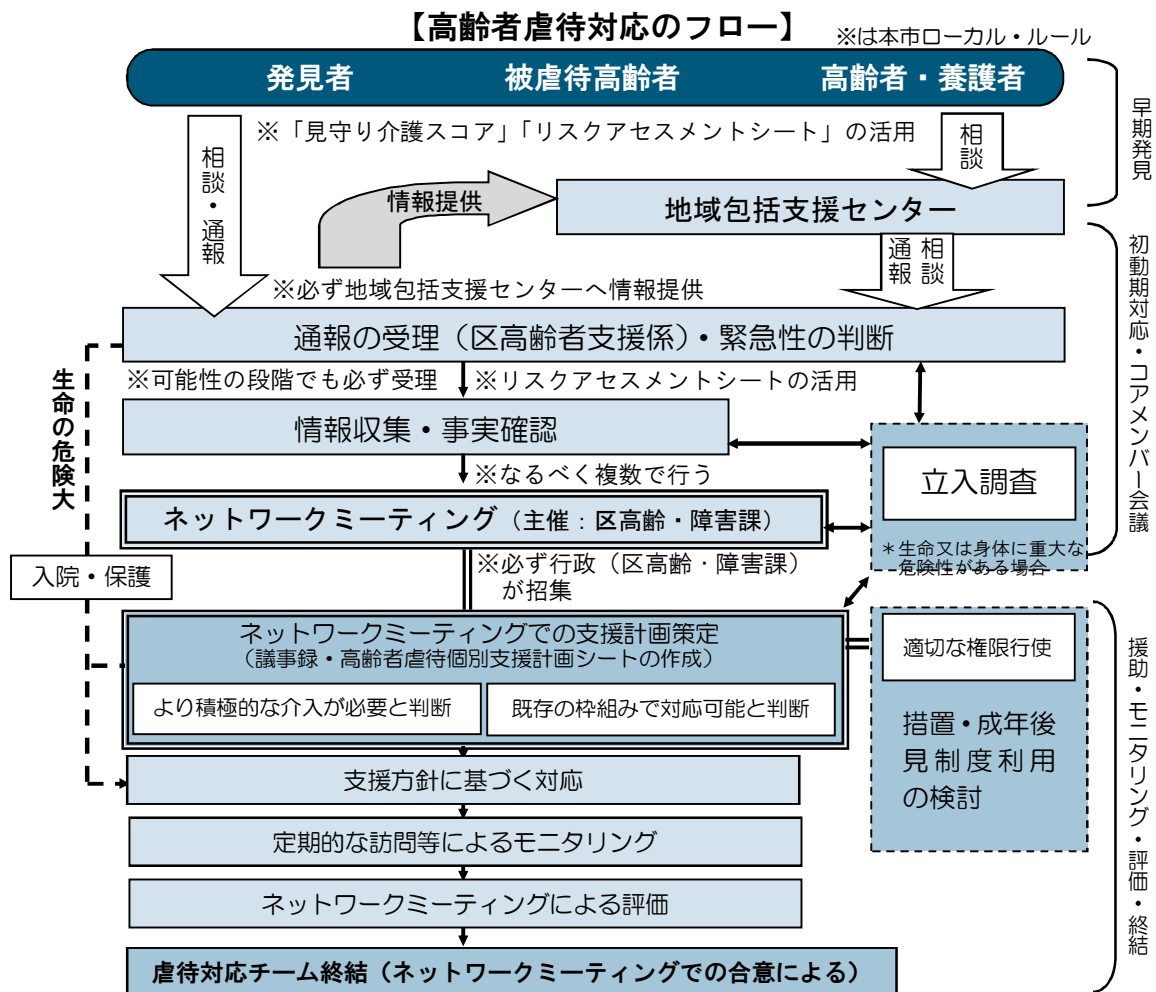 【高齢者虐待対応のフロー】
※は本市ローカル・ルール
発見者 被虐待高齢者 高齢者・養護者
※「見守り介護スコア」「リスクアセスメントシート」の活用
相談・通報
相談
早期発見
情報提供
地域包括支援センター
相談
通報
※必ず地域包括支援センターへ情報提供
通報の受理（区高齢者支援係）・緊急性の判断
初動期対応・コアメンバー会議
生命の危険大
※可能性の段階でも必ず受理
※リスクアセスメントシートの活用
情報収集・事実確認
※なるべく複数で行う
立入調査
＊生命又は身体に重大な
危険性がある場合
ネットワークミーティング（主催：区高齢・障害課）
※必ず行政（区高齢・障害課）
が招集
入院・保護
ネットワークミーティングでの支援計画策定
（議事録・高齢者虐待個別支援計画シートの作成）
より積極的な介入が必要と判断
既存の枠組みで対応可能と判断
適切な権限行使
措置・成年後
見制度利用
の検討
援助・モニタリング・評価・終結
支援方針に基づく対応
定期的な訪問等によるモニタリング
ネットワークミーティングによる評価
虐待対応チーム終結（ネットワークミーティングでの合意による）